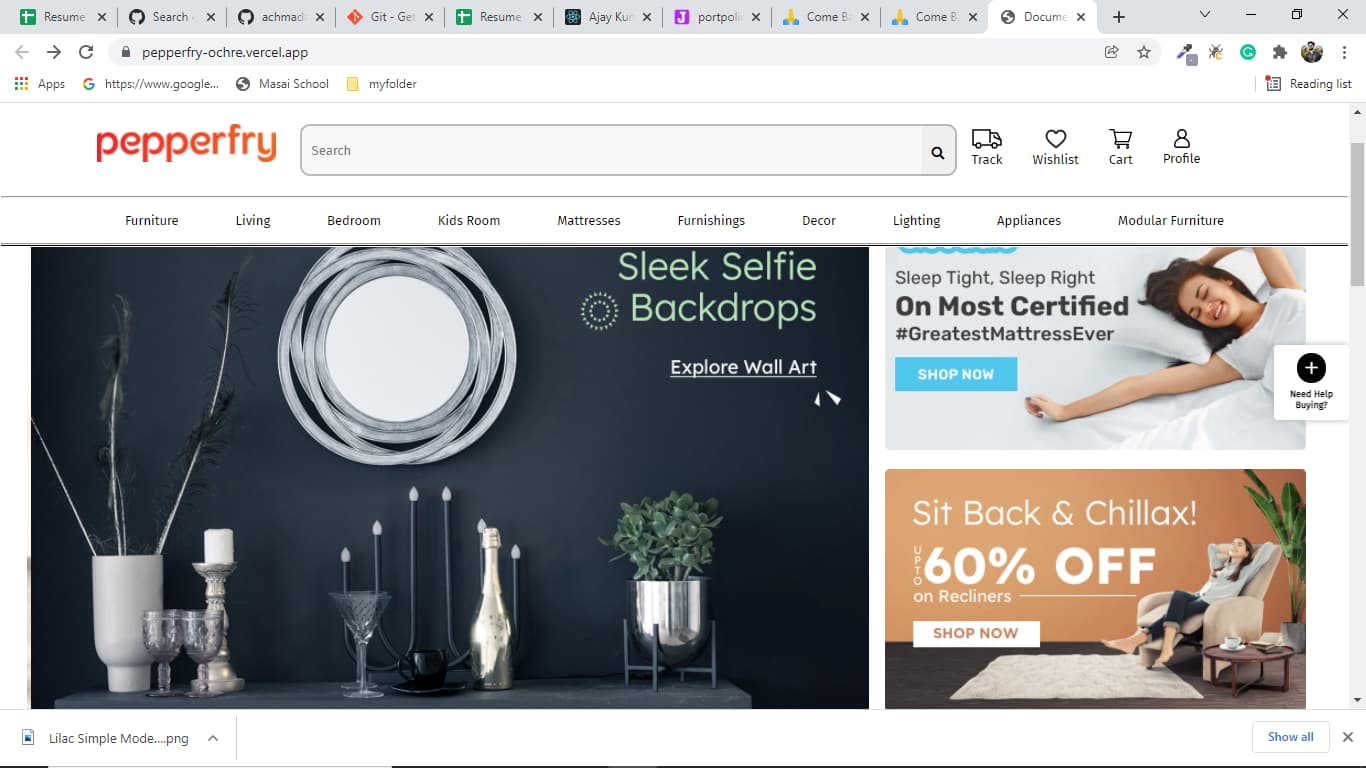 Resume
Search -
achmad
Git - Get
Resume
Ajay Kur
portpoli
Come B
Come B
Docume
pepperfry-ochre.vercel.app
Apps
https://www.google...
Masai School
myfolder
Reading list
pepperfry
Search
Track
Wishlist
Cart
Profile
Furniture
Living
Bedroom
Kids Room
Mattresses
Furnishings
Decor
Lighting
Appliances
Modular Furniture
Sleek Selfie
Backdrops
Explore Wall Art
Sleep Tight, Sleep Right
On Most Certified
#GreatestMattressEver
SHOP NOW
Need Help
Buying?
Sit Back & Chillax!
UPTO
60% OFF
on Recliners
SHOP NOW
Lilac Simple Mode....png
Show all